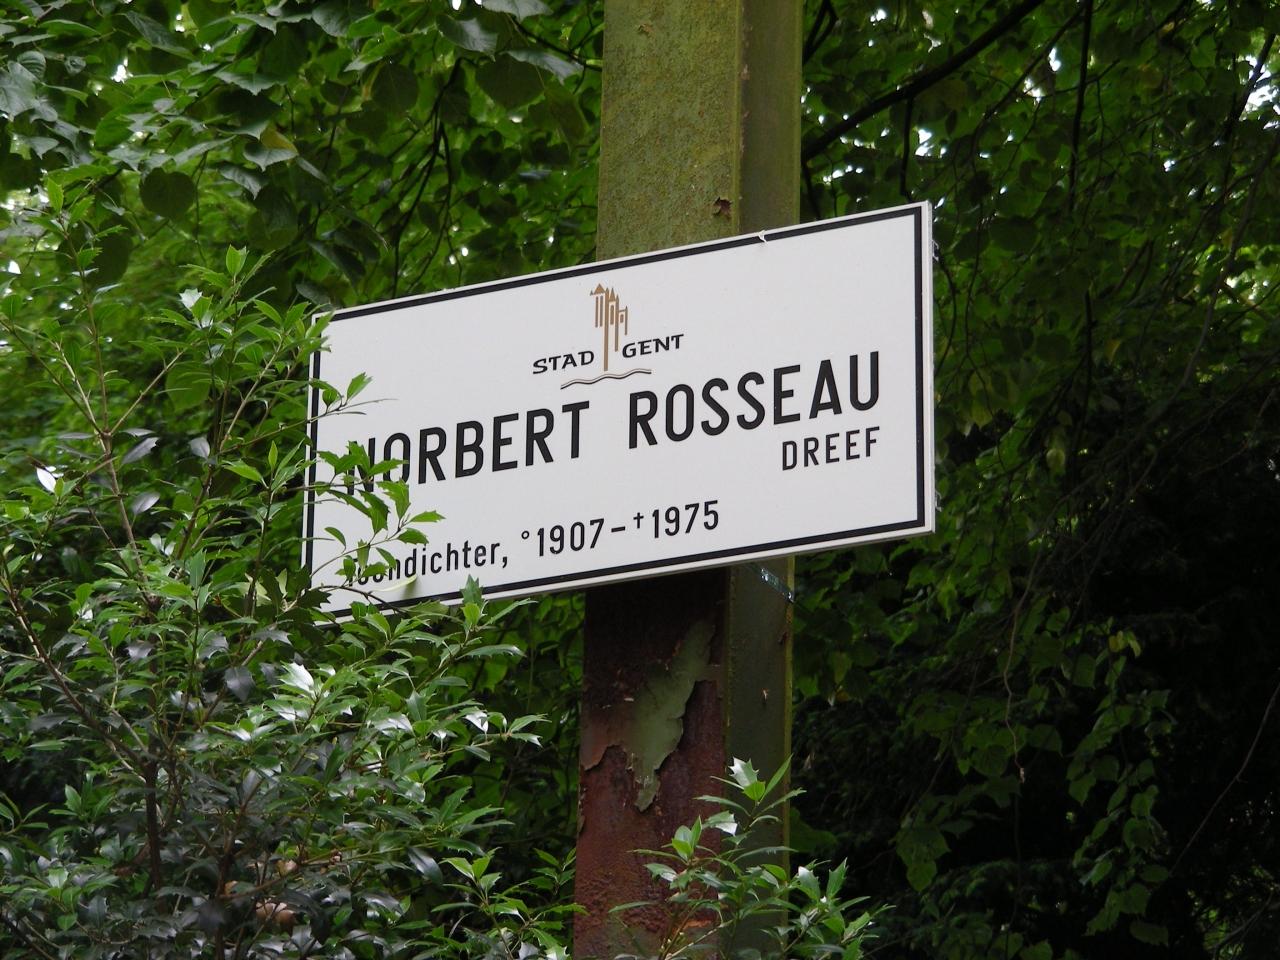 STAD GENT
NORBERT ROSSEAU
DREEF
°1907-†1975